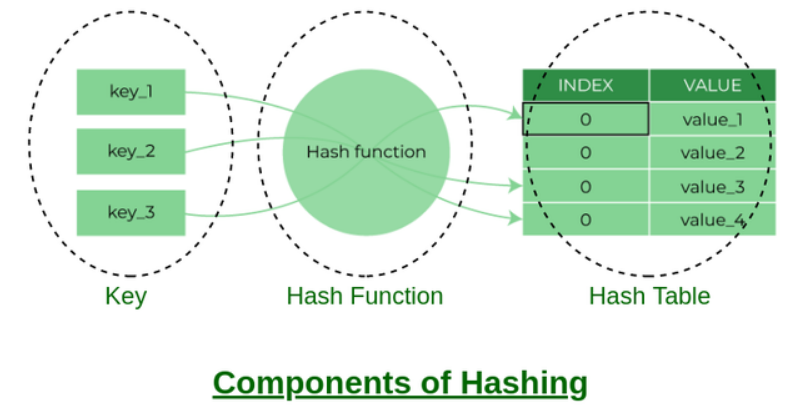 key_1
key_2
key_3
Hash function
INDEX VALUE
0 value_1
0 value_2
0 value_3
0 value_4
Key
Hash Function
Hash Table
Components of Hashing